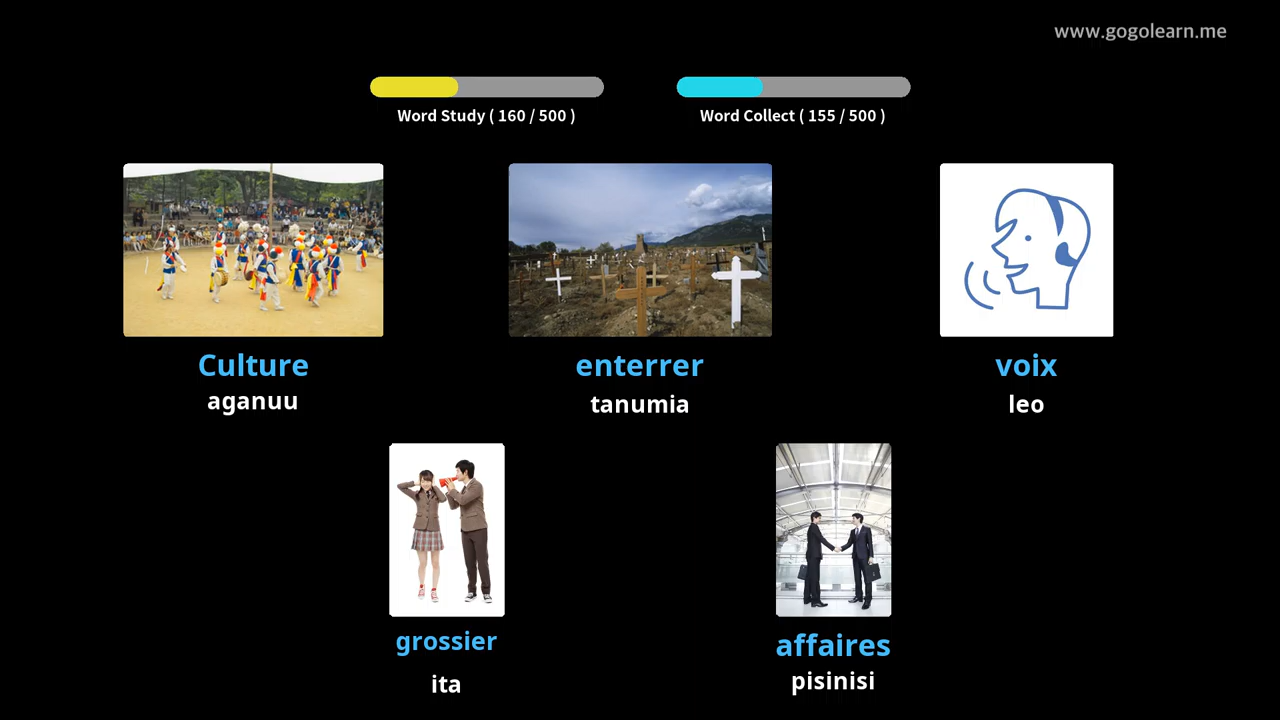 www.gogolearn.me
Word Study ( 160 / 500 )
Word Collect ( 155 / 500 )
Culture
aganuu
enterrer
tanumia
voix
leo
grossier
ita
affaires
pisinisi